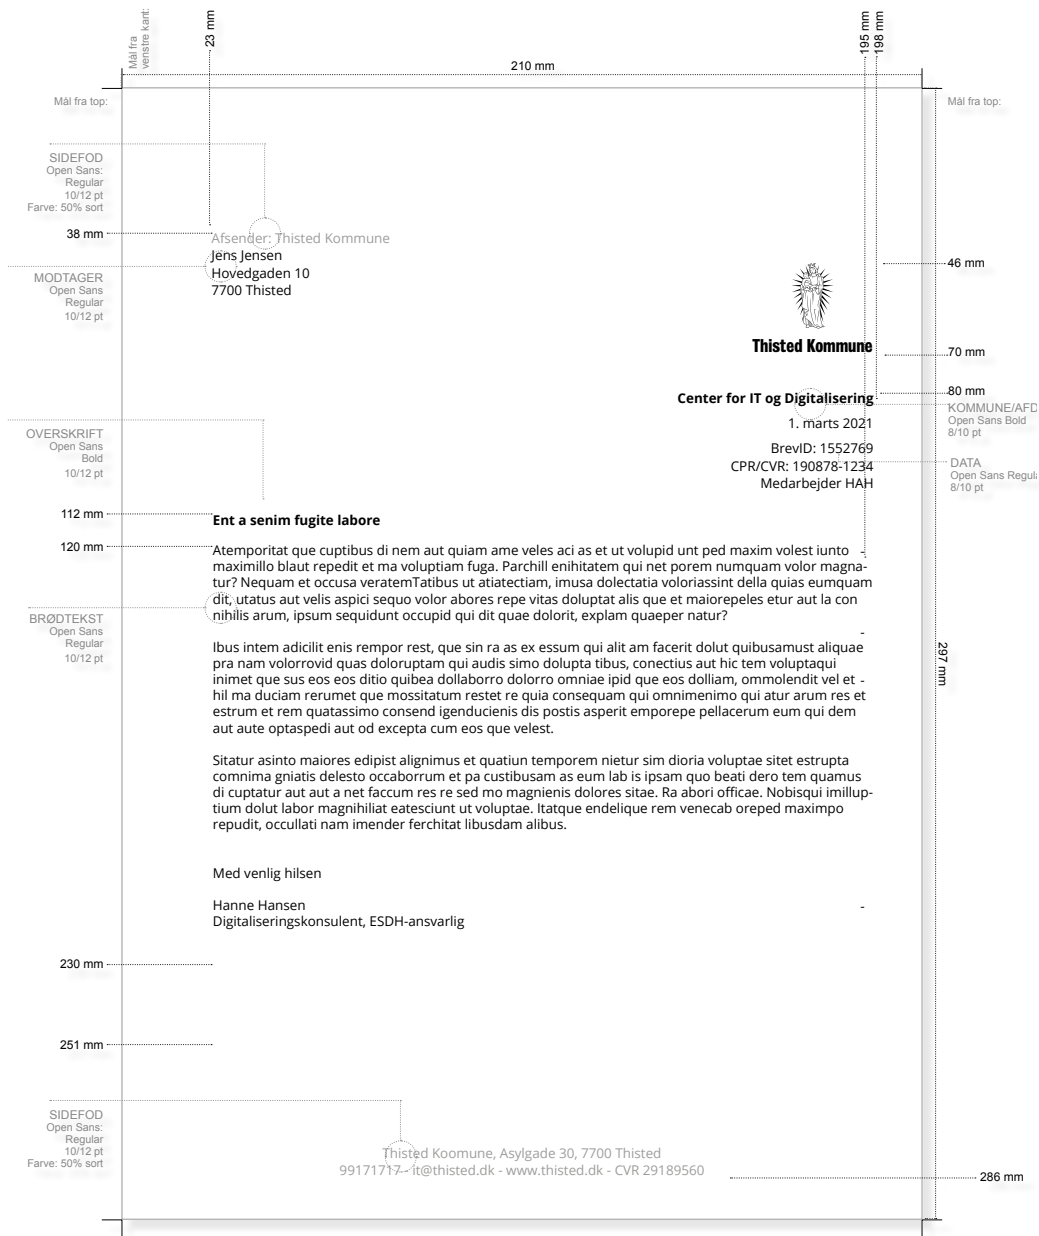 Mål fra
venstre kant:
23 mm
195 mm
198 mm
210 mm
Mål fra top:
Mål fra top:
SIDEFOD
Open Sans:
Regular
10/12 pt
Farve: 50% sort
38 mm
Afsender: Thisted Kommune
Jens Jensen
Hovedgaden 10
7700 Thisted
MODTAGER
Open Sans
Regular
10/12 pt
46 mm
Thisted Kommune
70 mm
80 mm
Center for IT og Digitalisering
KOMMUNE/AFD
Open Sans Bold
8/10 pt
1. marts 2021
BrevID: 1552769
CPR/CVR: 190878-1234
Medarbejder HAH
DATA
Open Sans Regula
8/10 pt
OVERSKRIFT
Open Sans
Bold
10/12 pt
112 mm
Ent a senim fugite labore
120 mm
Atemporitat que cuptibus di nem aut quiam ame veles aci as et ut volupid unt ped maxim volest iunto -
maximillo blaut repedit et ma voluptiam fuga. Parchill enihitatem qui net porem numquam volor magna-
tur? Nequam et occusa veratemTatibus ut atiatectiam, imusa dolectatia voloriassint della quias eumquam
dit, utatus aut velis aspici sequo volor abores repe vitas doluptat alis que et maiorepeles etur aut la con
nihilis arum, ipsum sequidunt occupid qui dit quae dolorit, explam quaeper natur?
-
BRØDTEKST
Open Sans
Regular
10/12 pt
Ibus intem adicilit enis rempor rest, que sin ra as ex essum qui alit am facerit dolut quibusamust aliquae
pra nam volorrovid quas doloruptam qui audis simo dolupta tibus, conectius aut hic tem voluptaqui
inimet que sus eos eos ditio quibea dollaborro dolorro omniae ipid que eos dolliam, ommolendit vel et -
hil ma duciam rerumet que mossitatum restet re quia consequam qui omnimenimo qui atur arum res et
estrum et rem quatassimo consend igenducienis dis postis asperit emporepe pellacerum eum qui dem
aut aute optaspedi aut od excepta cum eos que velest.
297 mm
Sitatur asinto maiores edipist alignimus et quatiun temporem nietur sim dioria voluptae sitet estrupta
comnima gniatis delesto occaborrum et pa custibusam as eum lab is ipsam quo beati dero tem quamus
di cuptatur aut aut a net faccum res re sed mo magnienis dolores sitae. Ra abori officae. Nobisqui imillup-
tium dolut labor magnihiliat eatesciunt ut voluptae. Itatque endelique rem venecab oreped maximpo
repudit, occullati nam imender ferchitat libusdam alibus.
Med venlig hilsen
Hanne Hansen -
Digitaliseringskonsulent, ESDH-ansvarlig
230 mm
251 mm
SIDEFOD
Open Sans:
Regular
10/12 pt
Farve: 50% sort
Thisted Koomune, Asylgade 30, 7700 Thisted
99171717 - it@thisted.dk - www.thisted.dk - CVR 29189560
286 mm